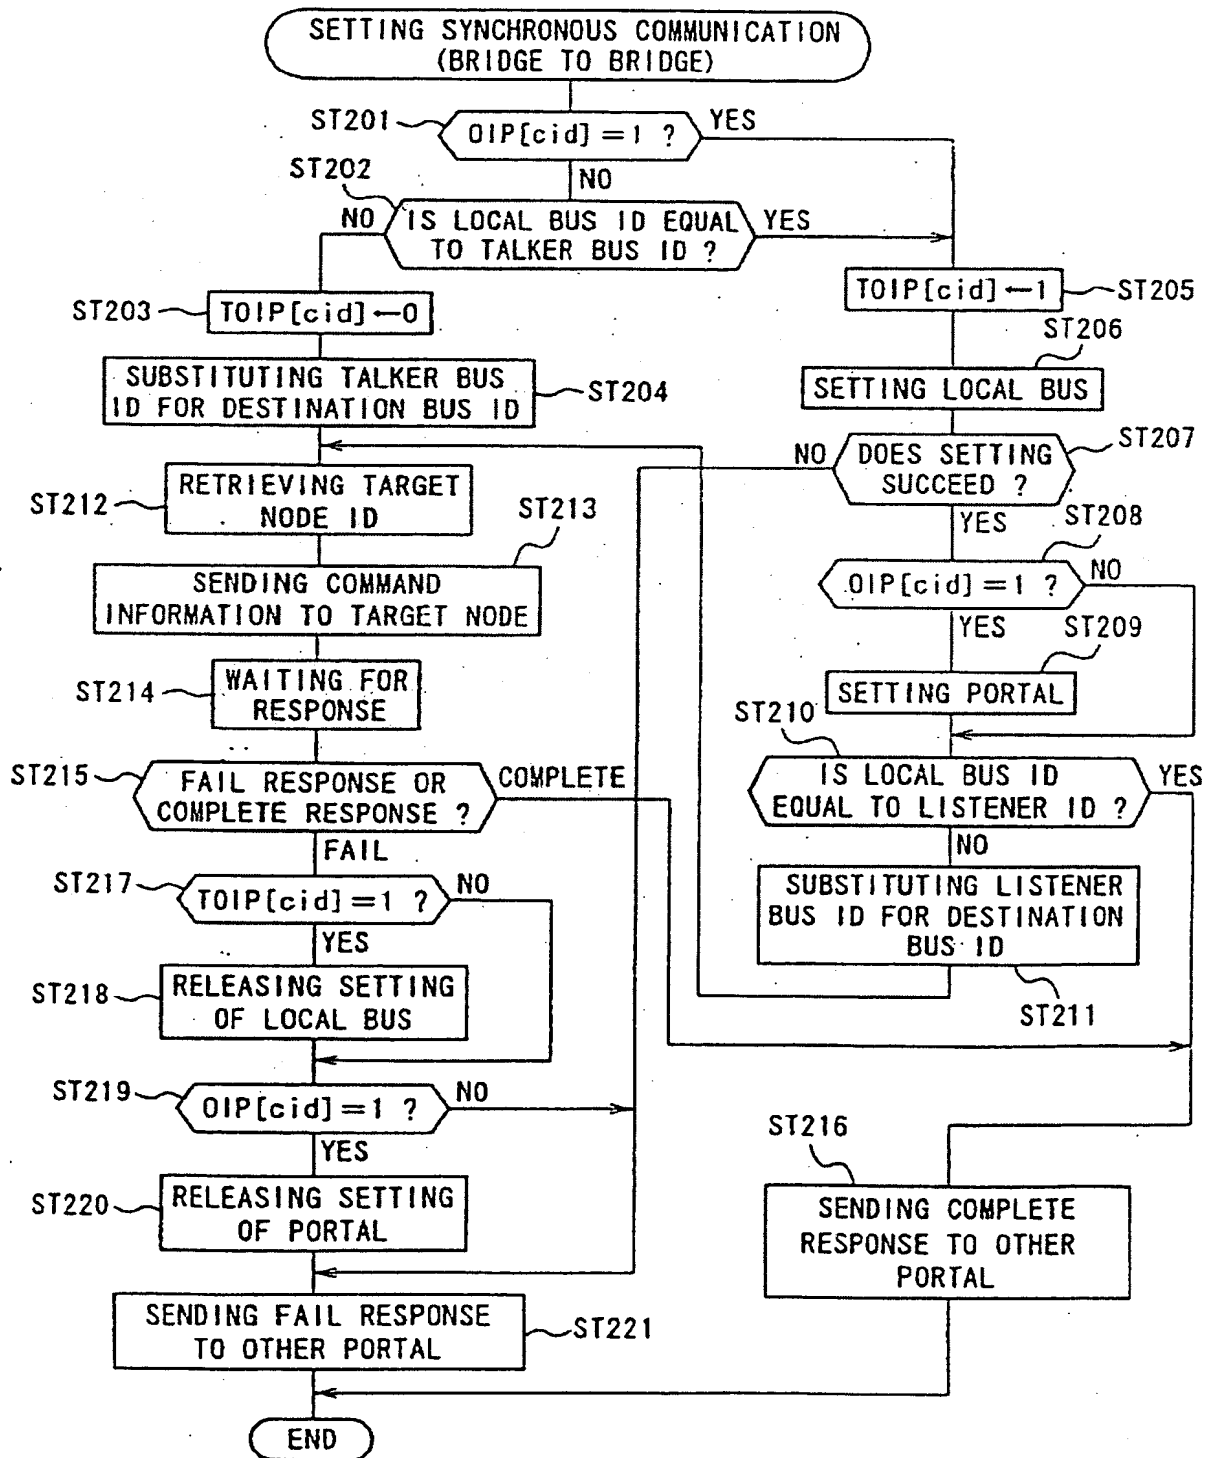 SETTING SYNCHRONOUS COMMUNICATION
(BRIDGE TO BRIDGE)
ST201
OIP[cid]=1 ?
YES
NO
ST202
IS LOCAL BUS ID EQUAL
TO TALKER BUS ID ?
NO
YES
ST203
TOIP[cid]←0
TOIP[cid]←1
ST205
SUBSTITUTING TALKER BUS
ID FOR DESTINATION BUS ID
ST204
ST206
SETTING LOCAL BUS
ST207
DOES SETTING
SUCCEED ?
NO
YES
ST212
RETRIEVING TARGET
NODE ID
ST213
SENDING COMMAND
INFORMATION TO TARGET NODE
ST208
OIP[cid]=1 ?
NO
YES
ST209
SETTING PORTAL
ST214
WAITING FOR
RESPONSE
ST210
IS LOCAL BUS ID
EQUAL TO LISTENER ID ?
YES
NO
ST215
FAIL RESPONSE OR
COMPLETE RESPONSE ?
COMPLETE
FAIL
SUBSTITUTING LISTENER
BUS ID FOR DESTINATION
BUS ID
ST211
ST217
TOIP[cid]=1 ?
NO
YES
ST218
RELEASING SETTING
OF LOCAL BUS
ST219
OIP[cid]=1 ?
NO
YES
ST220
RELEASING SETTING
OF PORTAL
ST216
SENDING COMPLETE
RESPONSE TO OTHER
PORTAL
SENDING FAIL RESPONSE
TO OTHER PORTAL
ST221
END